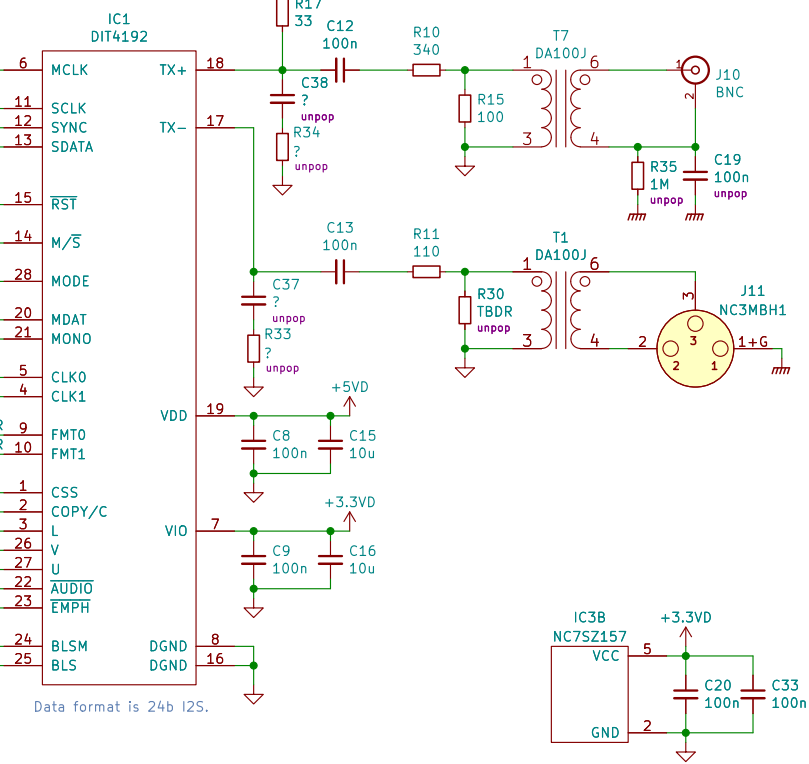 R17
33
IC1
DIT4192
C12
100n
R10
340
T7
DA100J
6 MCLK TX+ 18
1 6
1
J10
BNC
2
C38
?
unpop
R15
100
11 SCLK
12 SYNC TX- 17
13 SDATA
R34
?
unpop
3 4
R35
1M
unpop
C19
100n
unpop
15 RST
14 M/S
C13
100n
R11
110
T1
DA100J
28 MODE
1 6
C37
?
unpop
R30
TBDR
unpop
3
J11
NC3MBH1
20 MDAT
21 MONO
R33
?
unpop
3 4
2
3
2
1
1+G
5 CLK0
4 CLK1
+5VD
VDD 19
C8
100n
C15
10u
R
9 FMT0
R
10 FMT1
1 CSS
2 COPY/C
3 L
+3.3VD
VIO 7
26 V
27 U
C9
100n
C16
10u
22 AUDIO
23 EMPH
24 BLSM DGND 8
25 BLS DGND 16
Data format is 24b I2S.
IC3B
NC7SZ157
+3.3VD
VCC 5
C20
100n
C33
100n
GND 2